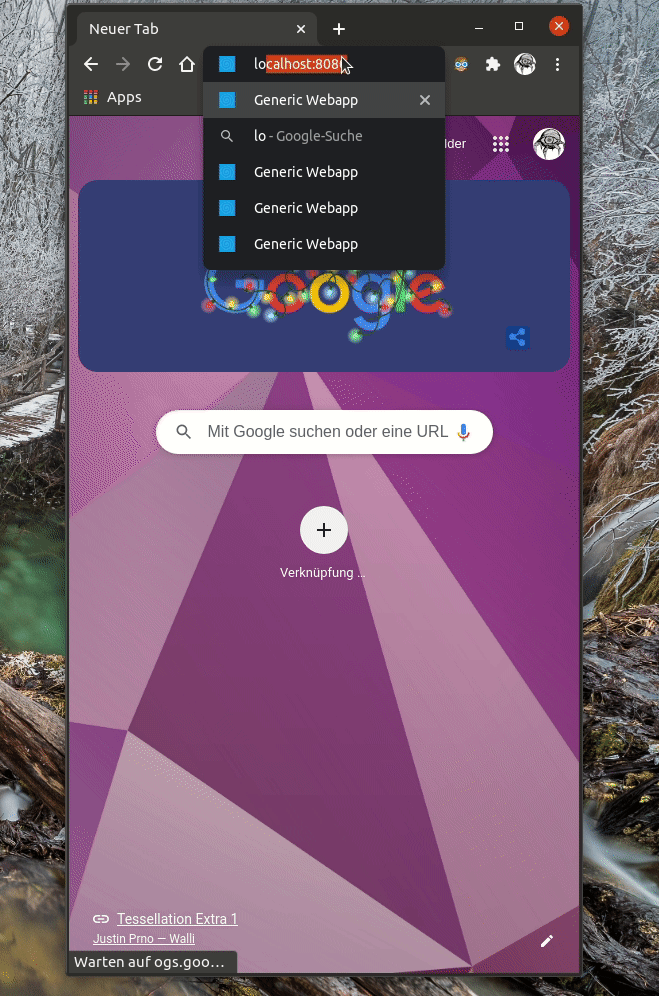 Neuer Tab
localhost:808
Apps
Generic Webapp
lo - Google-Suche
lder
Generic Webapp
Generic Webapp
Generic Webapp
Google
Mit Google suchen oder eine URL
Verknüpfung …
Tessellation Extra 1
Justin Prno — Walli
Warten auf ogs.goo…